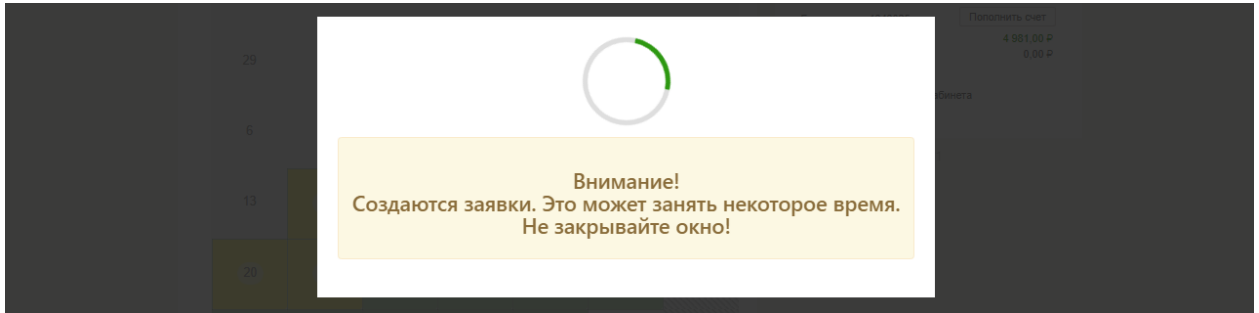 Пополнить счет
4 981,00 ₽
0,00 ₽
29
бинета
6
Внимание!
Создаются заявки. Это может занять некоторое время.
Не закрывайте окно!
13
20